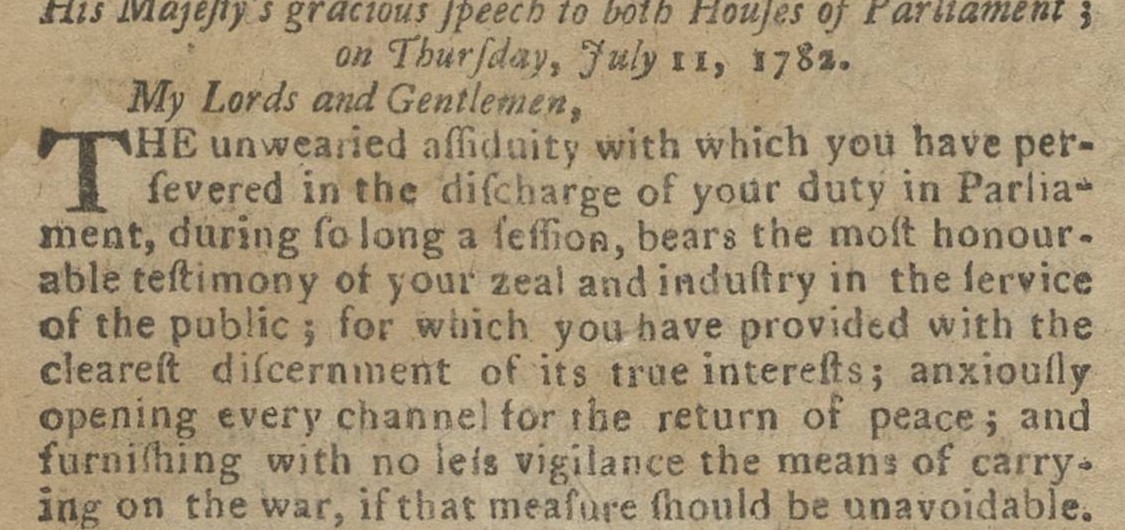 His Majeſty's gracious ſpeech to both Houſes of Parliament;
on Thurſday, July 11, 1782.
My Lords and Gentlemen,
THE unwearied aſſiduity with which you have per-
ſevered in the diſcharge of your duty in Parlia-
ment, during ſo long a ſeſſion, bears the moſt honour-
able teſtimony of your zeal and induſtry in the ſervice
of the public; for which you have provided with the
cleareſt diſcernment of its true intereſts; anxiouſly
opening every channel for the return of peace; and
furniſhing with no leſs vigilance the means of carry-
ing on the war, if that meaſure ſhould be unavoidable.